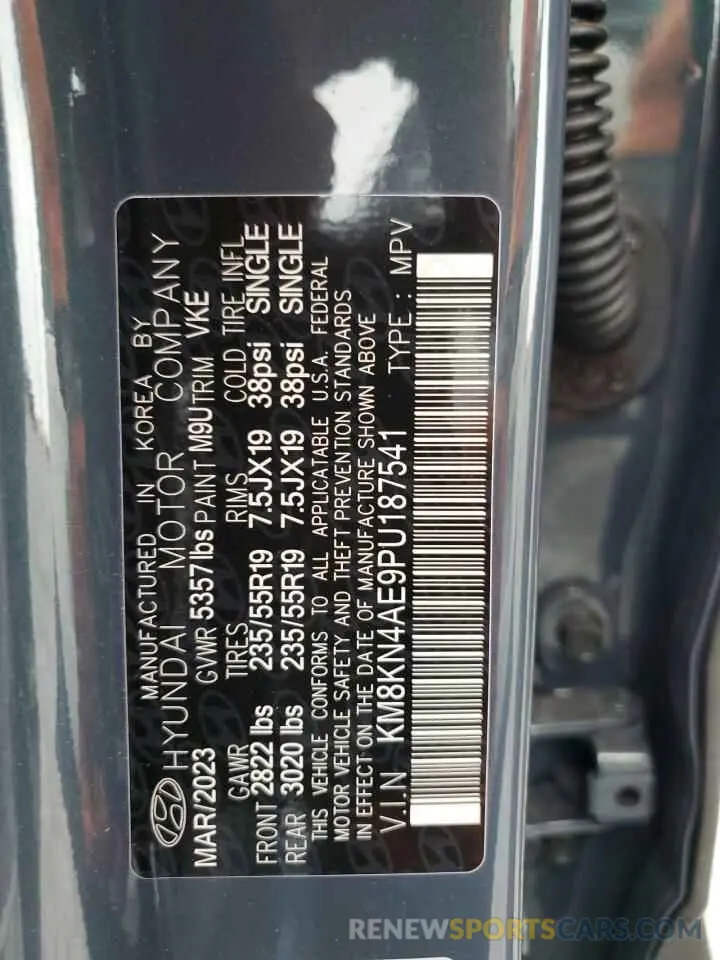 MANUFACTURED IN KOREA BY
HYUNDAI MOTOR COMPANY
MAR/2023 GVWR 5357 lbs PAINT M9U TRIM VKE
GAWR TIRES RIMS COLD TIRE INFL
FRONT 2822 lbs 235/55R19 7.5JX19 38psi SINGLE
REAR 3020 lbs 235/55R19 7.5JX19 38psi SINGLE
THIS VEHICLE CONFORMS TO ALL APPLICATABLE U.S.A. FEDERAL
MOTOR VEHICLE SAFETY AND THEFT PREVENTION STANDARDS
IN EFFECT ON THE DATE OF MANUFACTURE SHOWN ABOVE
V.I.N KM8KN4AE9PU187541 TYPE : MPV
RENEWSPORTSCARS.COM